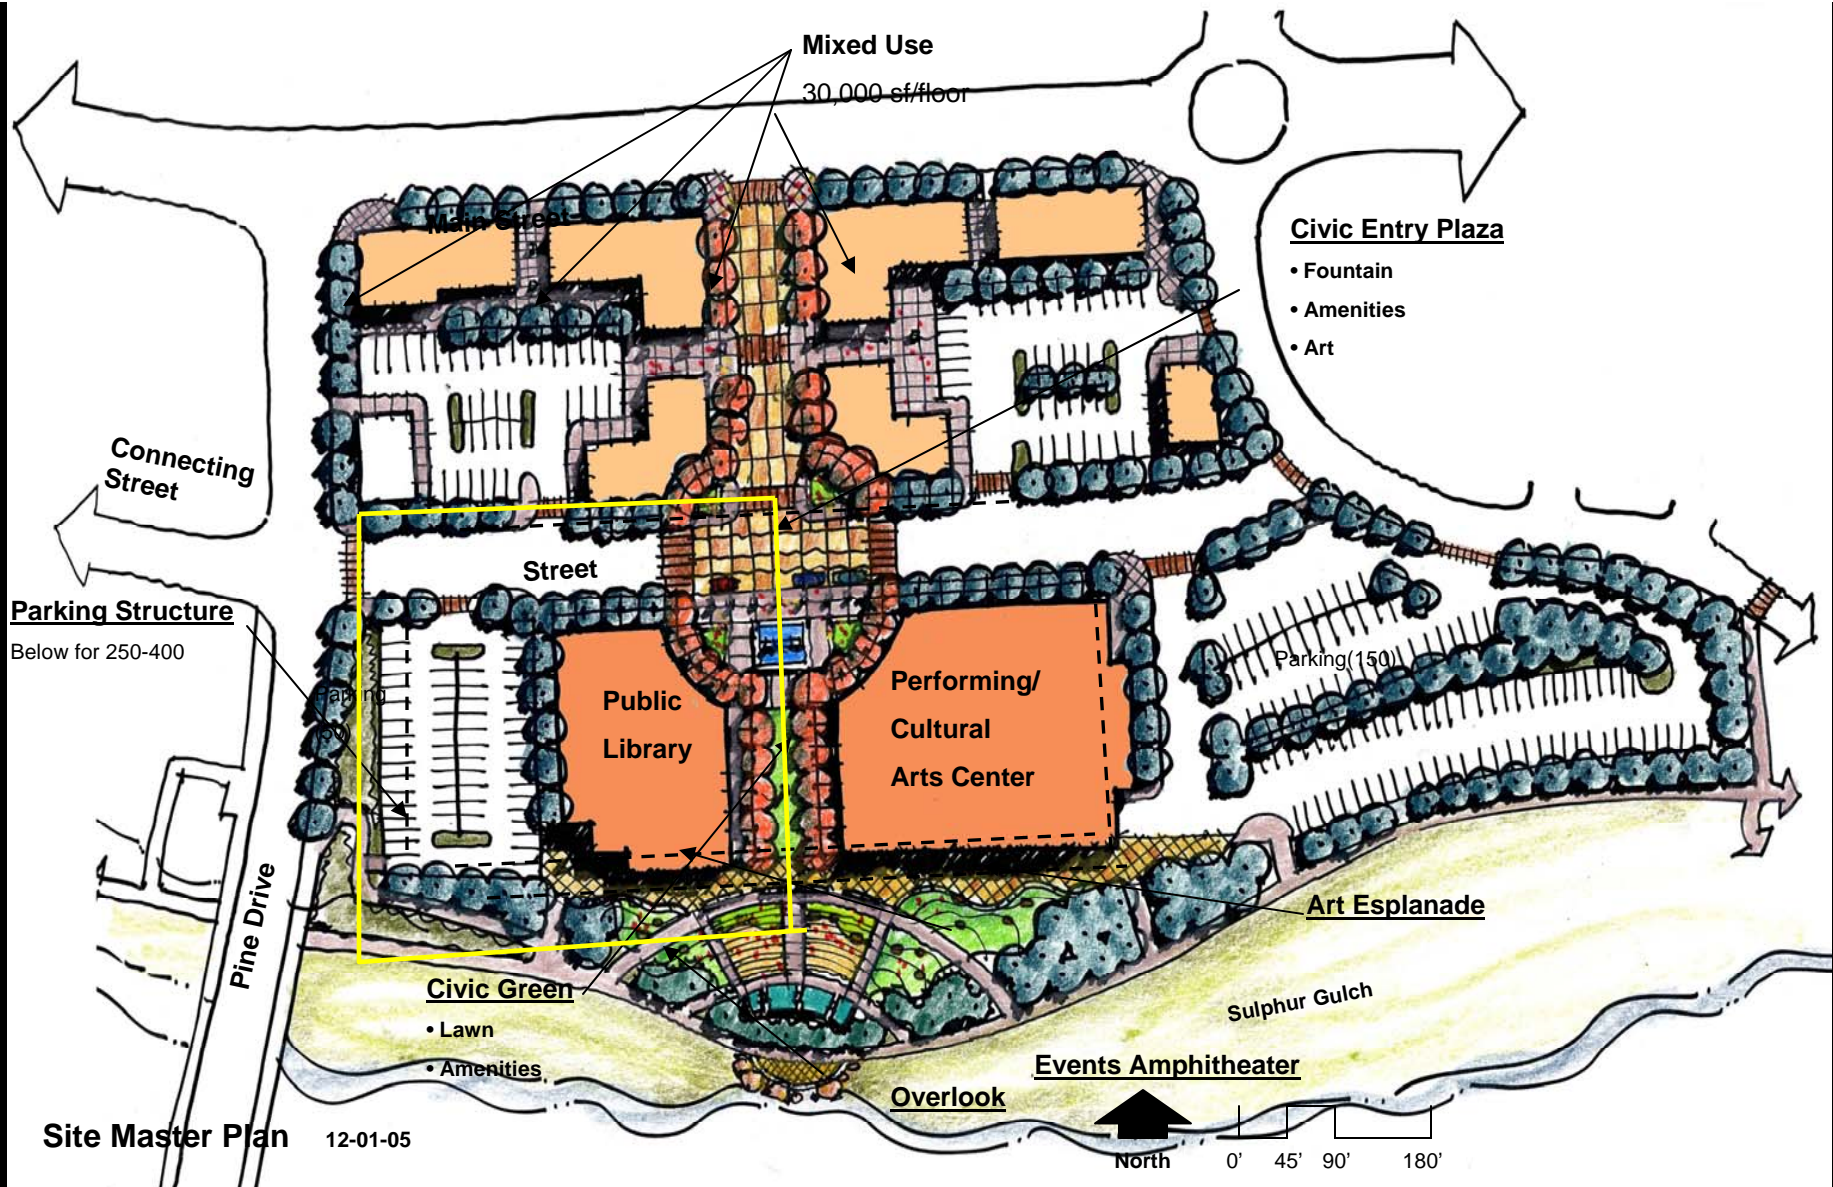 Mixed Use
30,000 sf/floor
Main Street
Civic Entry Plaza
• Fountain
• Amenities
• Art
Connecting
Street
Street
Parking Structure
Below for 250-400
Parking
(50)
Public
Library
Performing/
Cultural
Arts Center
Parking(150)
Pine Drive
Art Esplanade
Civic Green
• Lawn
• Amenities
Sulphur Gulch
Events Amphitheater
Overlook
Site Master Plan 12-01-05
North
0' 45' 90' 180'